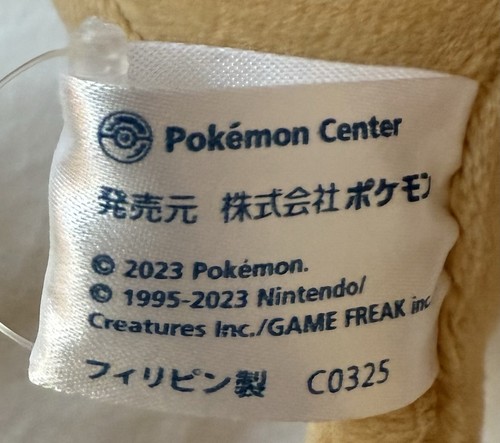 Pokémon Center
発売元 株式会社ポケモン
© 2023 Pokémon.
© 1995-2023 Nintendo/
Creatures Inc./GAME FREAK inc
フィリピン製 C0325